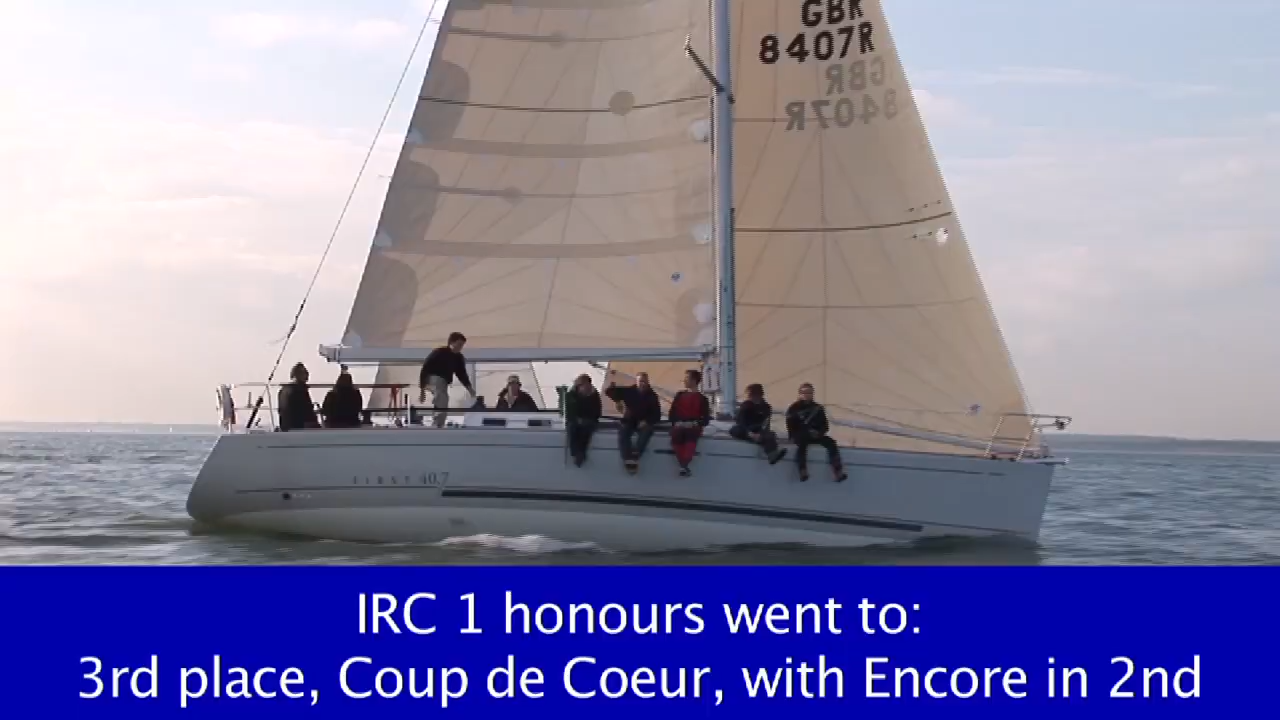 GBR
8407R
GBR
8407R
FIRST 40.7
IRC 1 honours went to:
3rd place, Coup de Coeur, with Encore in 2nd